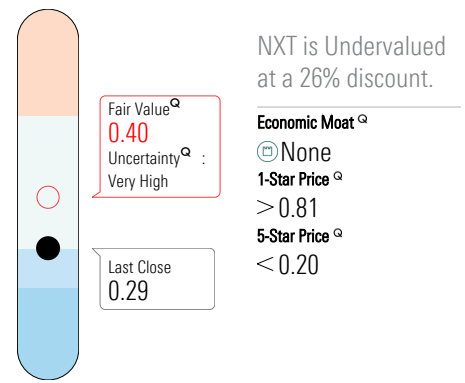 NXT is Undervalued
at a 26% discount.
Fair Value Q
0.40
Uncertainty Q :
Very High
Last Close
0.29
Economic Moat Q
None
1-Star Price Q
>0.81
5-Star Price Q
<0.20